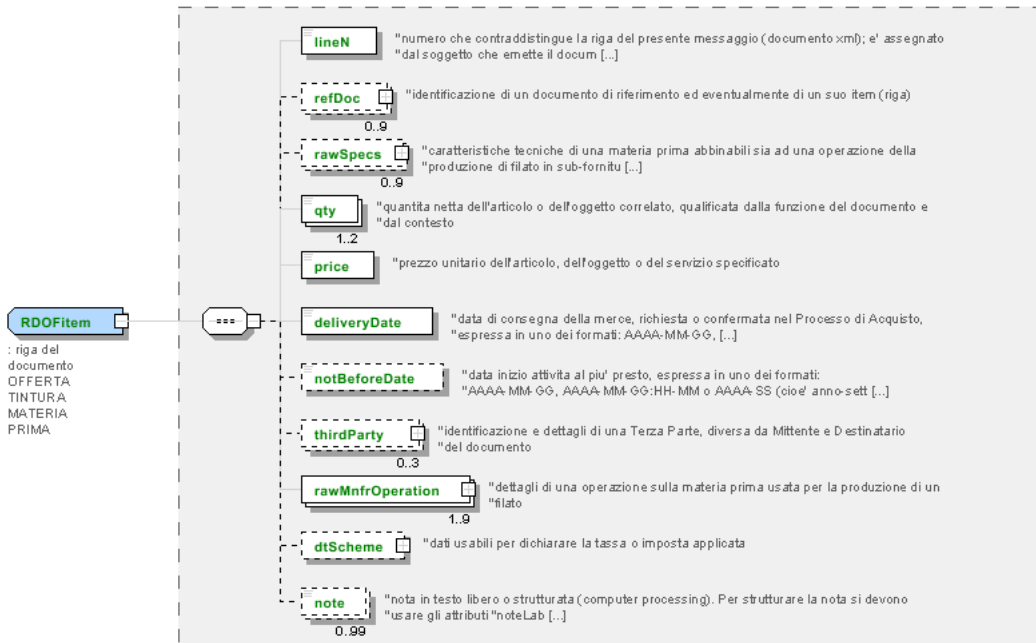 lineN
"numero che contraddistingue la riga del presente messaggio (documento xml); e' assegnato
"dal soggetto che emette il docum [...]
refDoc
"identificazione di un documento di riferimento ed eventualmente di un suo item (riga)
0..9
rawSpecs
"caratteristiche tecniche di una materia prima abbinabili sia ad una operazione della
"produzione di filato in sub-fornitu [...]
0..9
qty
"quantita netta dell'articolo o dell'oggetto correlato, qualificata dalla funzione del documento e
"dal contesto
1..2
price
"prezzo unitario dell'articolo, dell'oggetto o del servizio specificato
RDOFitem
: riga del
documento
OFFERTA
TINTURA
MATERIA
PRIMA
deliveryDate
"data di consegna della merce, richiesta o confermata nel Processo di Acquisto,
"espressa in uno dei formati: AAAA-MM-GG, [...]
notBeforeDate
"data inizio attivita al piu' presto, espressa in uno dei formati:
"AAAA-MM-GG, AAAA-MM-GG:HH-MM o AAAA-SS (cioe' anno-sett [...]
thirdParty
"identificazione e dettagli di una Terza Parte, diversa da Mittente e Destinatario
"del documento
0..3
rawMnfrOperation
"dettagli di una operazione sulla materia prima usata per la produzione di un
"filato
1..9
dtScheme
"dati usabili per dichiarare la tassa o imposta applicata
note
"nota in testo libero o strutturata (computer processing). Per strutturare la nota si devono
"usare gli attributi "noteLab [...]
0..99